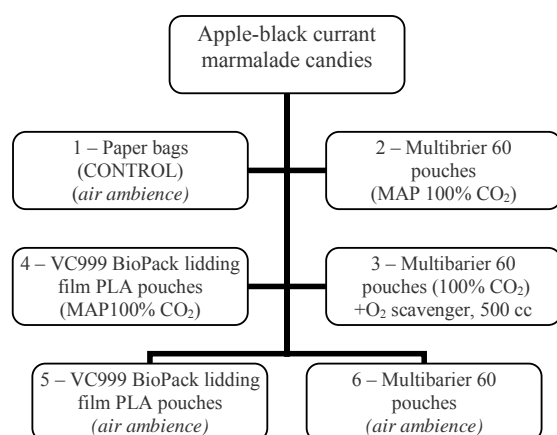 Apple-black currant
marmalade candies
1 – Paper bags
(CONTROL)
(air ambience)
2 – Multibrier 60
pouches
(MAP 100% CO₂)
4 – VC999 BioPack lidding
film PLA pouches
(MAP100% CO₂)
3 – Multibarier 60
pouches (100% CO₂)
+O₂ scavenger, 500 cc
5 – VC999 BioPack lidding
film PLA pouches
(air ambience)
6 – Multibarier 60
pouches
(air ambience)